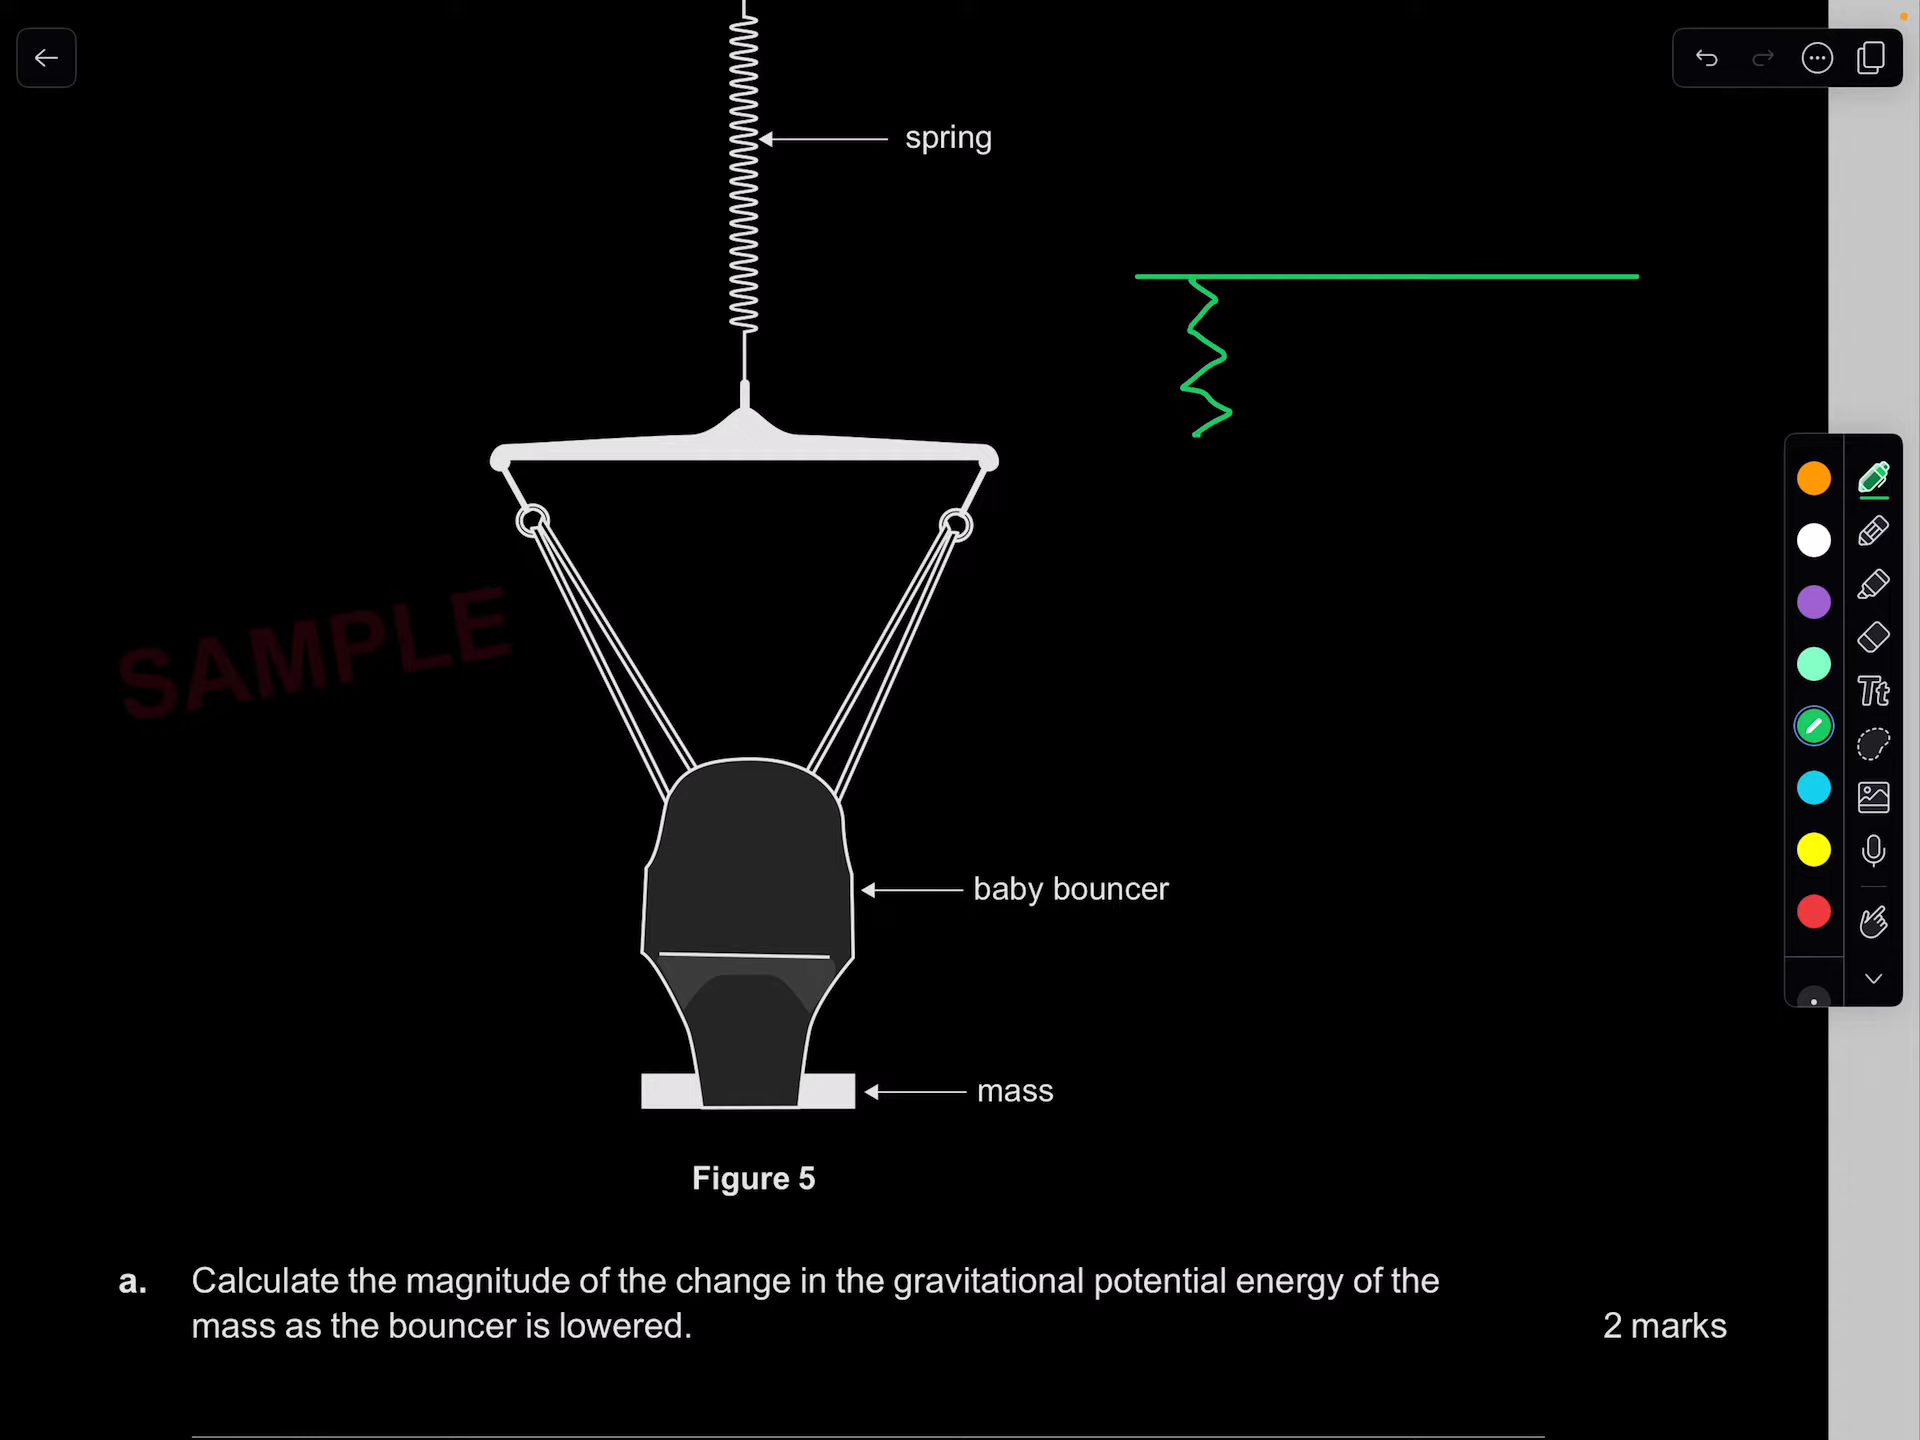 spring
SAMPLE
baby bouncer
mass
Figure 5
a. Calculate the magnitude of the change in the gravitational potential energy of the
mass as the bouncer is lowered. 2 marks
Tt